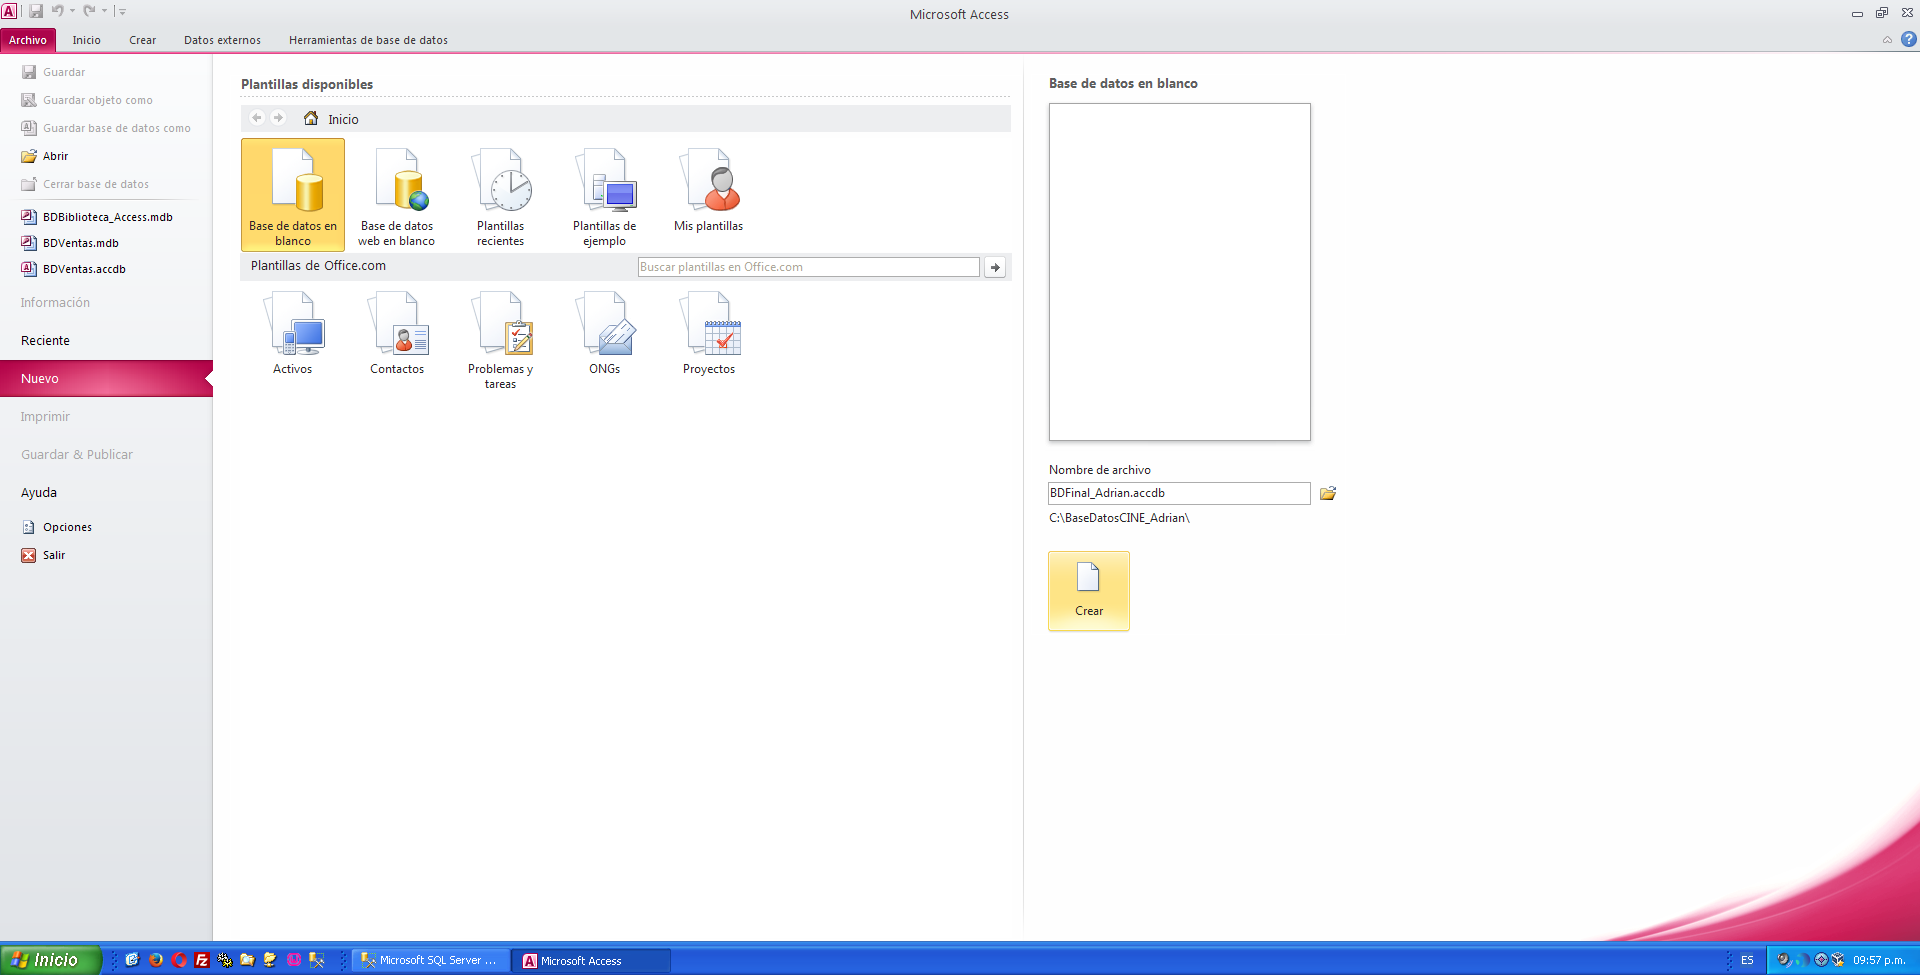 Microsoft Access
Archivo
Inicio
Crear
Datos externos
Herramientas de base de datos
Guardar
Guardar objeto como
Guardar base de datos como
Abrir
Cerrar base de datos
BDBiblioteca_Access.mdb
BDVentas.mdb
BDVentas.accdb
Información
Reciente
Nuevo
Imprimir
Guardar & Publicar
Ayuda
Opciones
Salir
Plantillas disponibles
Inicio
Base de datos en
blanco
Base de datos
web en blanco
Plantillas
recientes
Plantillas de
ejemplo
Mis plantillas
Plantillas de Office.com
Buscar plantillas en Office.com
Activos
Contactos
Problemas y
tareas
ONGs
Proyectos
Base de datos en blanco
Nombre de archivo
BDFinal_Adrian.accdb
C:\BaseDatosCINE_Adrian\
Crear
Inicio
Microsoft SQL Server ...
Microsoft Access
ES
09:57 p.m.